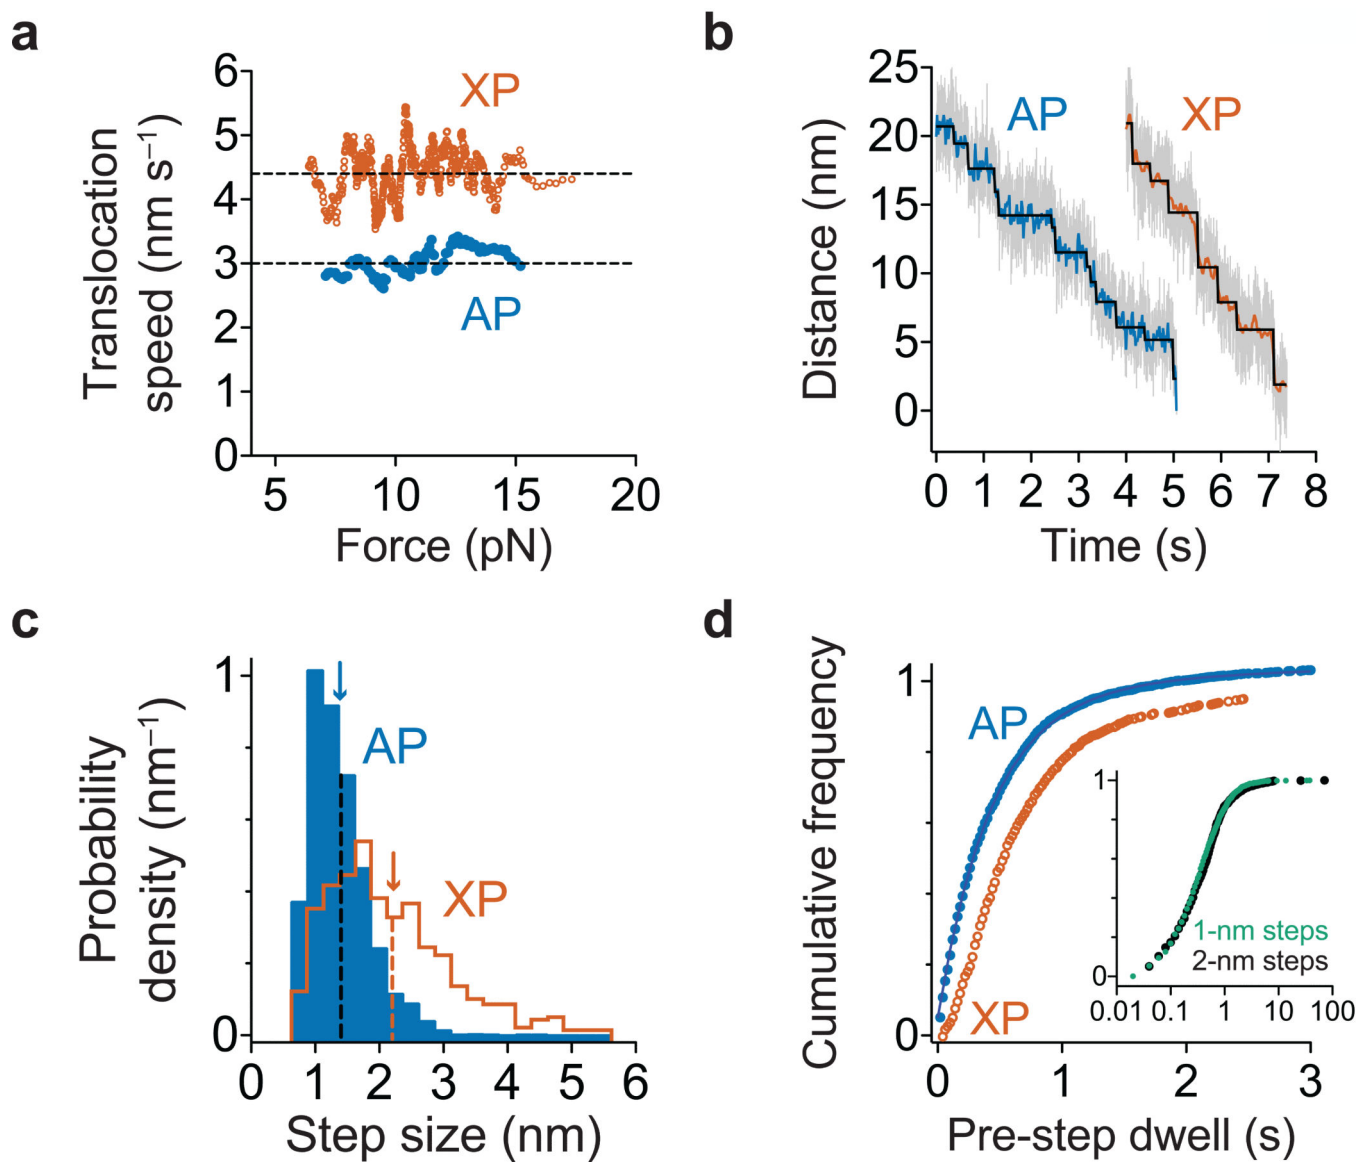 a
Translocation
speed (nm s⁻¹)
6
5
4
3
2
1
0
XP
AP
5
10
15
20
Force (pN)
b
Distance (nm)
25
20
15
10
5
0
AP
XP
0 1 2 3 4 5 6 7 8
Time (s)
c
Probability
density (nm⁻¹)
1
0
AP
XP
0 1 2 3 4 5 6
Step size (nm)
d
Cumulative frequency
1
0
AP
XP
1
0
1-nm steps
2-nm steps
0.01 0.1 1 10 100
0 1 2 3
Pre-step dwell (s)